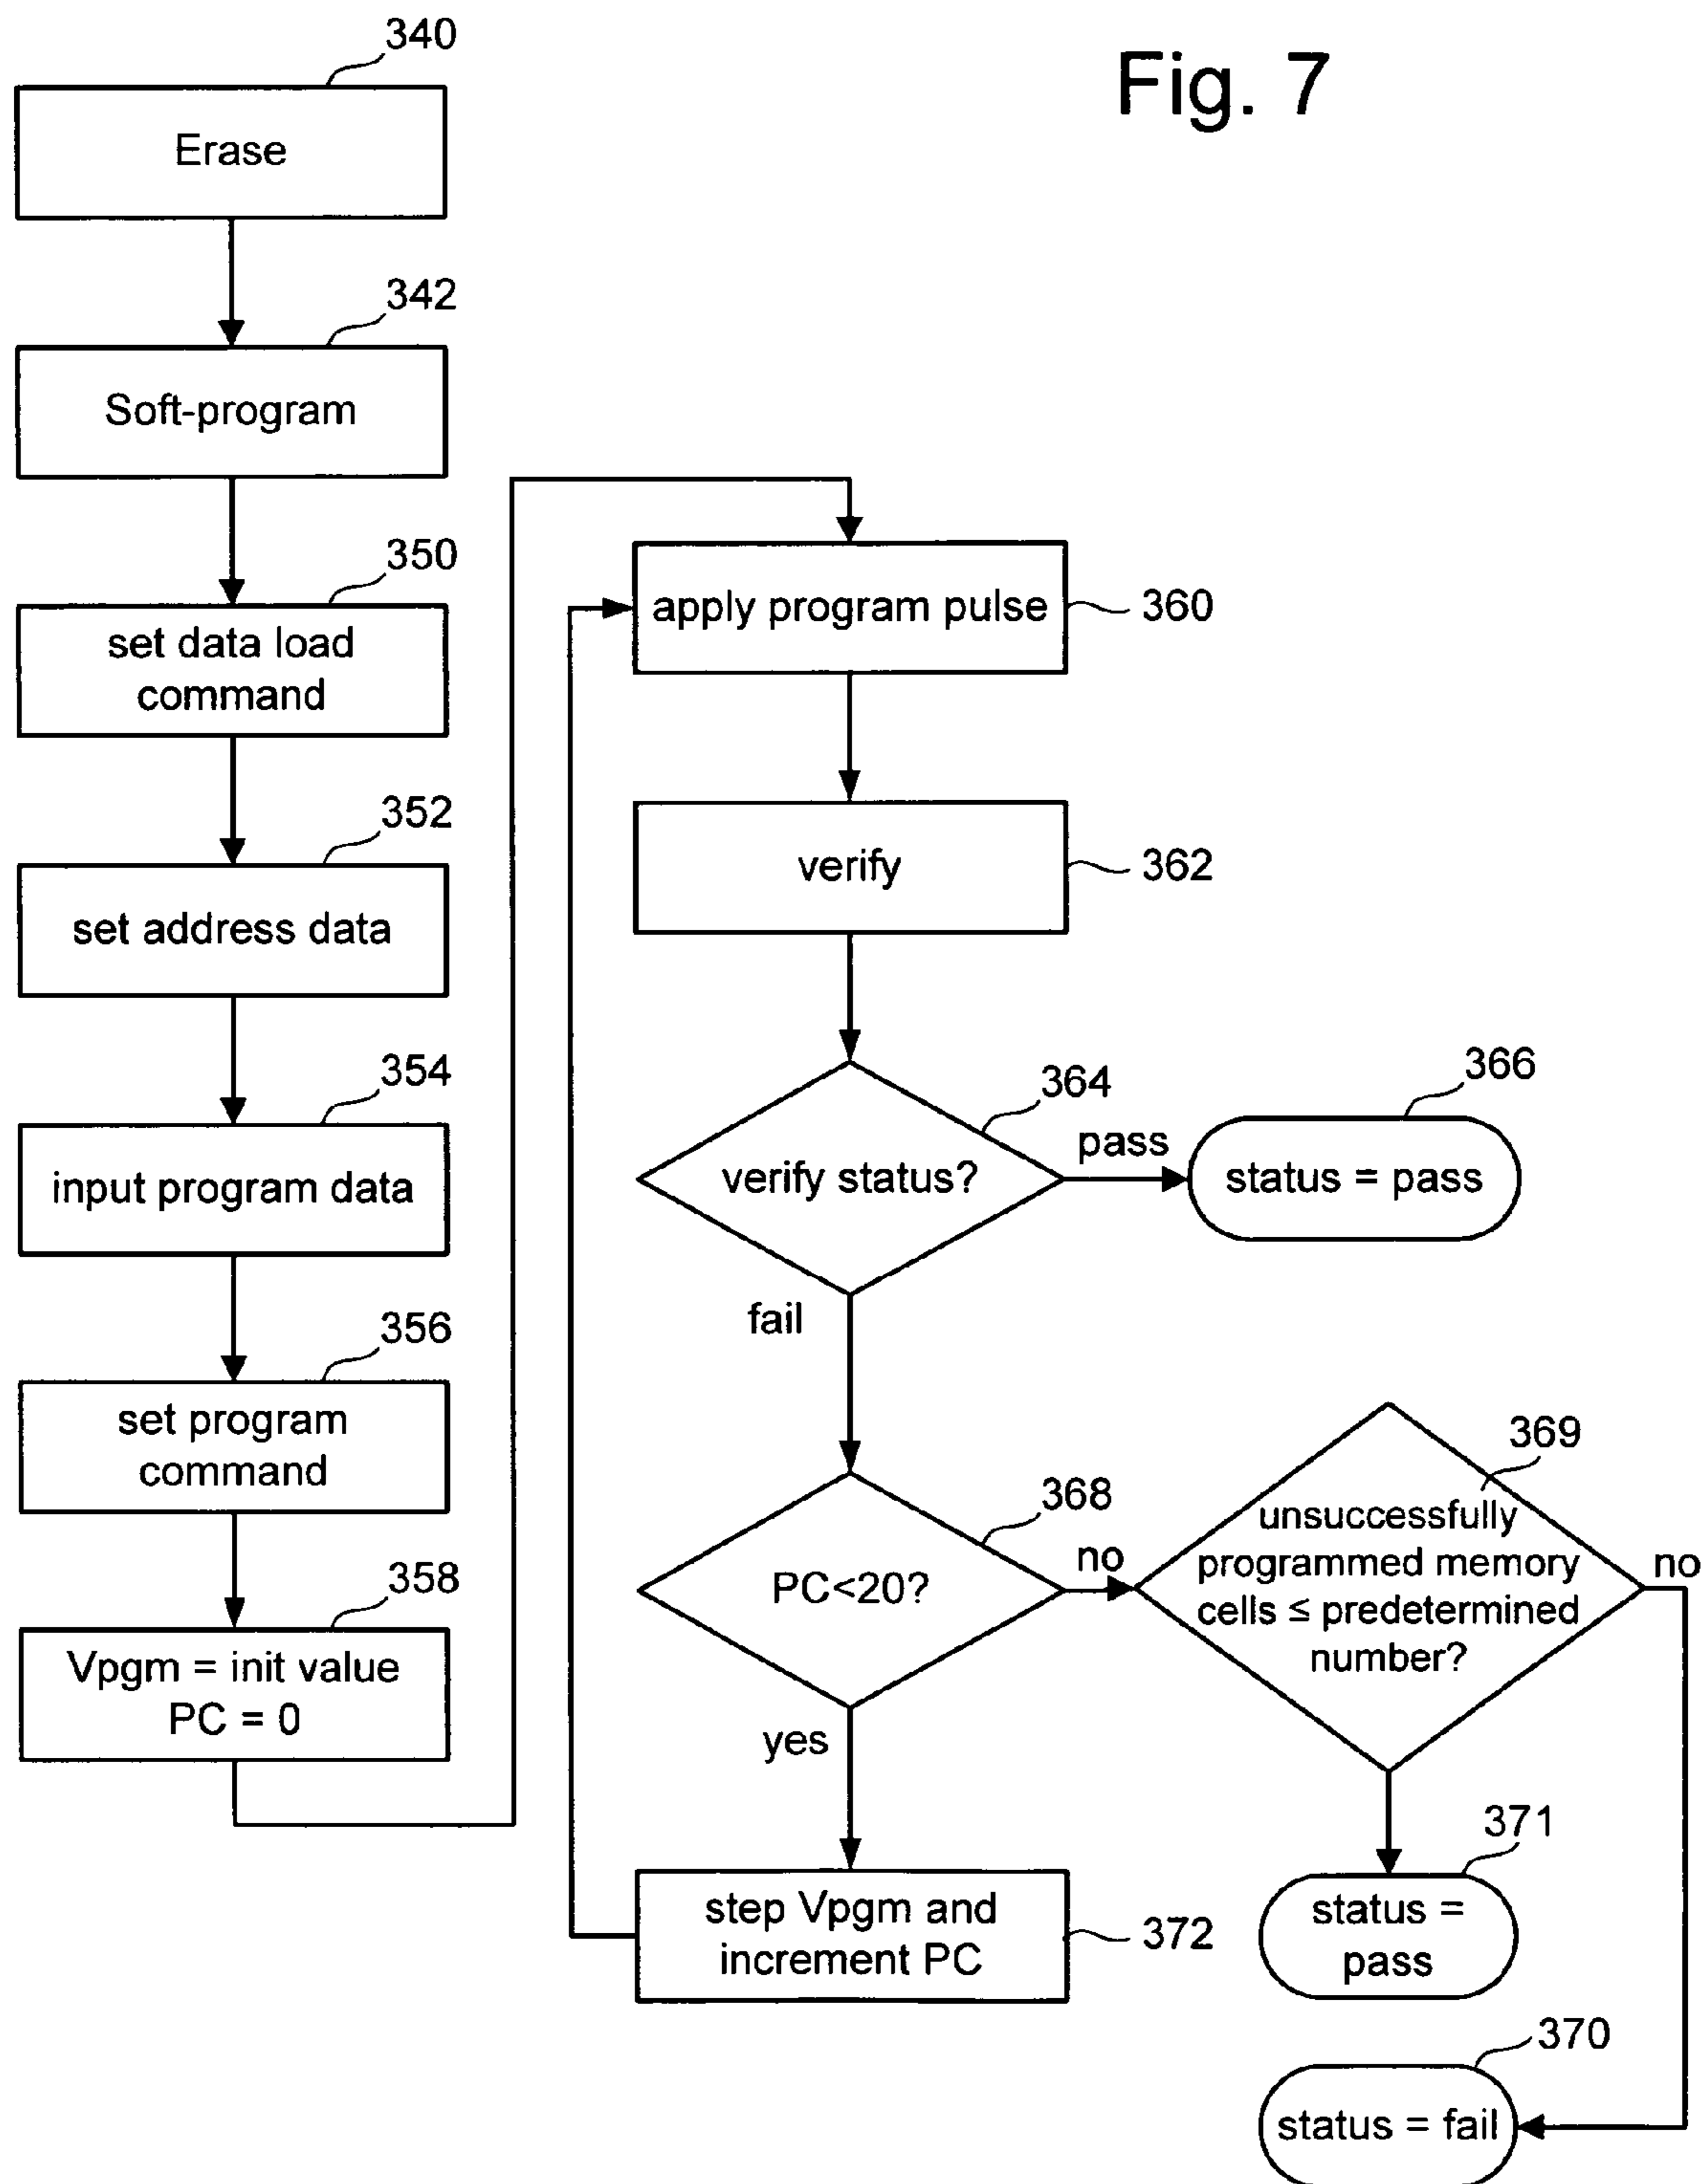 Fig. 7
340
Erase
342
Soft-program
350
set data load
command
352
set address data
354
input program data
356
set program
command
358
Vpgm = init value
PC = 0
apply program pulse
360
verify
362
364
verify status?
pass
366
status = pass
fail
368
PC<20?
no
369
unsuccessfully
programmed memory
cells ≤ predetermined
number?
no
yes
371
status =
pass
step Vpgm and
increment PC
372
370
status = fail